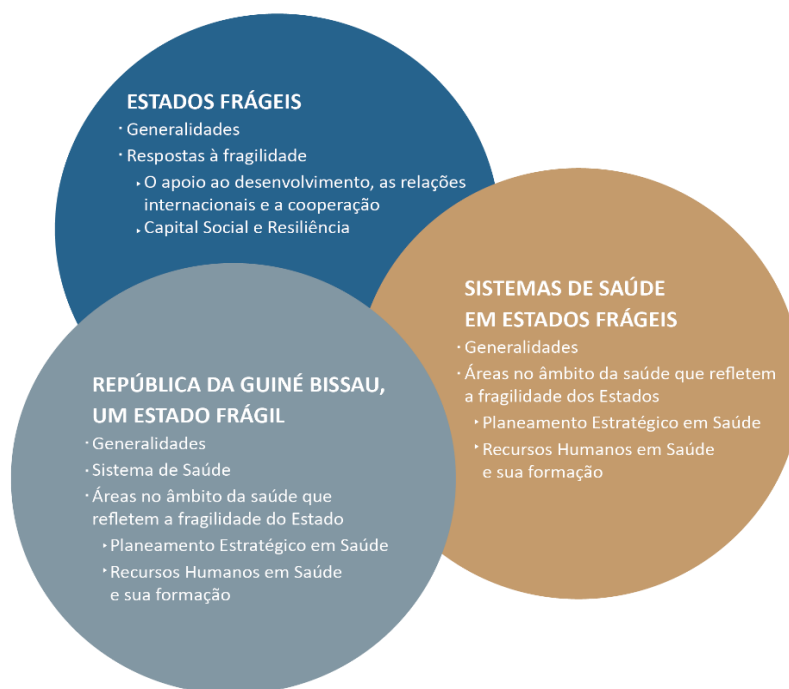 ESTADOS FRÁGEIS
· Generalidades
· Respostas à fragilidade
▸ O apoio ao desenvolvimento, as relações
internacionais e a cooperação
▸ Capital Social e Resiliência
SISTEMAS DE SAÚDE
EM ESTADOS FRÁGEIS
· Generalidades
· Áreas no âmbito da saúde que refletem
a fragilidade dos Estados
▸ Planeamento Estratégico em Saúde
▸ Recursos Humanos em Saúde
e sua formação
REPÚBLICA DA GUINÉ BISSAU,
UM ESTADO FRÁGIL
· Generalidades
· Sistema de Saúde
· Áreas no âmbito da saúde que
refletem a fragilidade do Estado
▸ Planeamento Estratégico em Saúde
▸ Recursos Humanos em Saúde
e sua formação